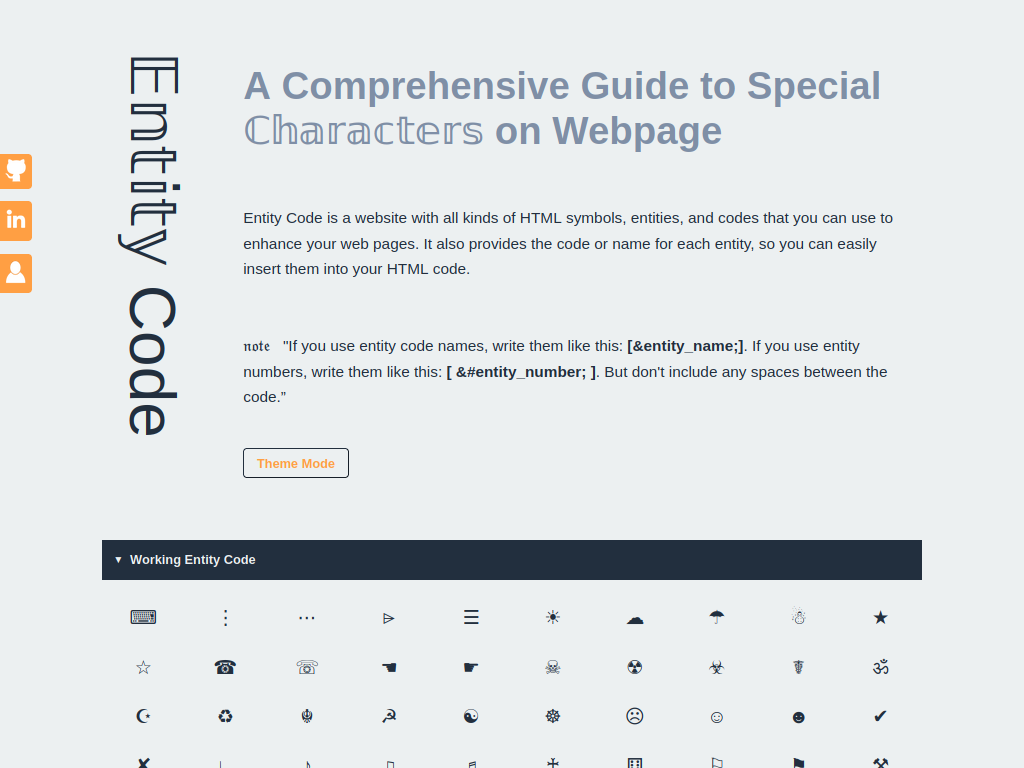 𝔼𝕟𝕥𝕚𝕥𝕪 Code
A Comprehensive Guide to Special
ℂ𝕙𝕒𝕣𝕒𝕔𝕥𝕖𝕣𝕤 on Webpage
Entity Code is a website with all kinds of HTML symbols, entities, and codes that you can use to
enhance your web pages. It also provides the code or name for each entity, so you can easily
insert them into your HTML code.
𝔫𝔬𝔱𝔢 "If you use entity code names, write them like this: [&entity_name;]. If you use entity
numbers, write them like this: [ &#entity_number; ]. But don't include any spaces between the
code.”
Theme Mode
▼ Working Entity Code
⌨ ⋮ ⋯ ⩥ ☰ ☀ ☁ ☂ ☃ ★
☆ ☎ ☏ ☚ ☛ ☠ ☢ ☣ ☤ ॐ
☪ ♻ ☬ ☭ ☯ ☸ ☹ ☺ ☻ ✔
✘ ♩ ♪ ♫ ♬ ♰ ⚅ ⚐ ⚑ ⚒